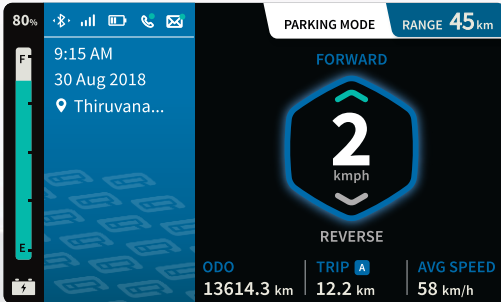 80%
PARKING MODE
RANGE 45 km
9:15 AM
30 Aug 2018
Thiruvana...
F
E
FORWARD
2
kmph
REVERSE
ODO
13614.3 km
TRIP A
12.2 km
AVG SPEED
58 km/h